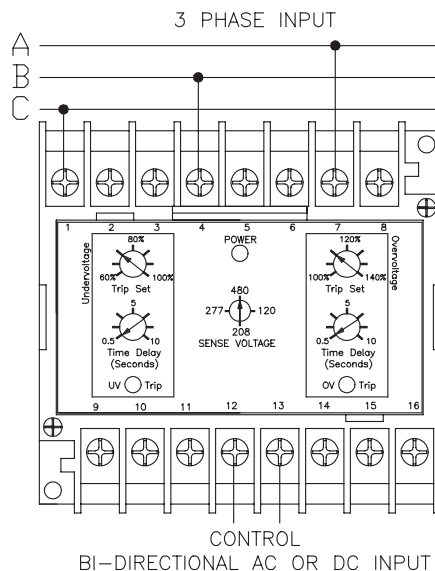 3 PHASE INPUT
A
B
C
1 2 3 4 5 6 7 8
Undervoltage
80%
60% 100%
Trip Set
5
0.5 10
Time Delay
(Seconds)
UV Trip
POWER
480
277 120
208
SENSE VOLTAGE
Overvoltage
120%
100% 140%
Trip Set
5
0.5 10
Time Delay
(Seconds)
OV Trip
9 10 11 12 13 14 15 16
CONTROL
BI-DIRECTIONAL AC OR DC INPUT